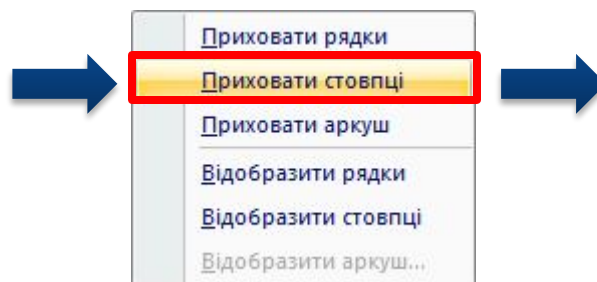 Приховати рядки
Приховати стовпці
Приховати аркуш
Відобразити рядки
Відобразити стовпці
Відобразити аркуш...